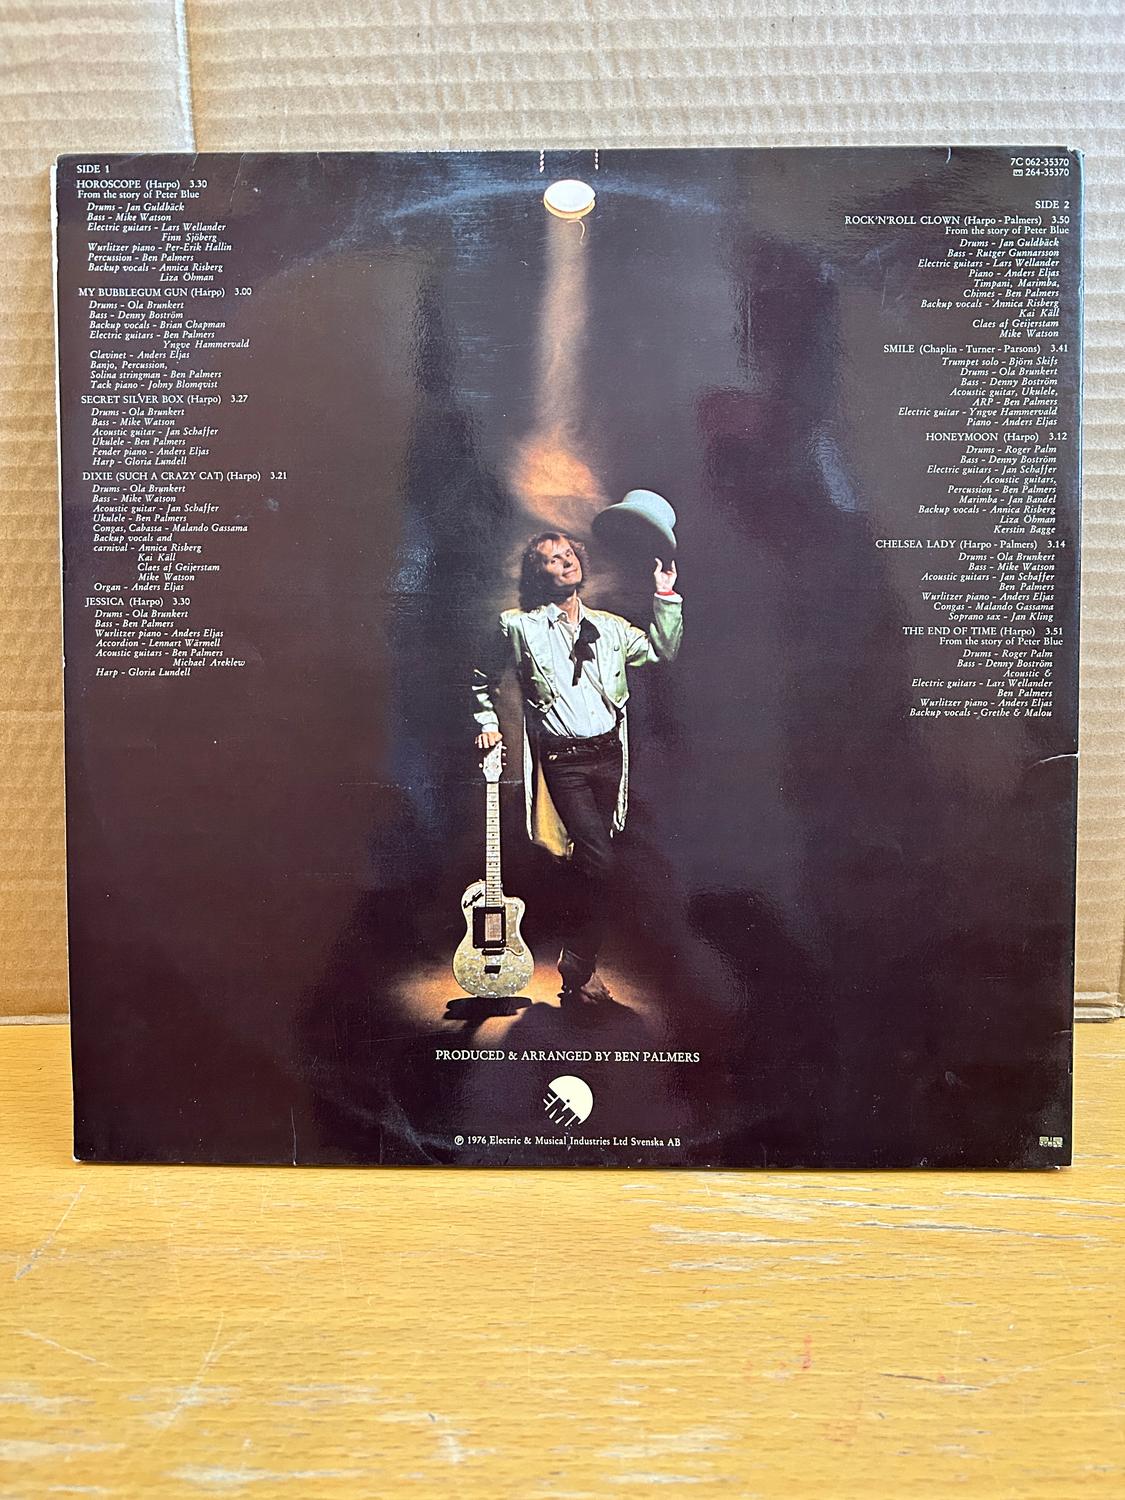 SIDE 1
HOROSCOPE (Harpo) 3.30
From the story of Peter Blue
Drums - Jan Guldbäck
Bass - Mike Watson
Electric guitars - Lars Wellander
Finn Sjöberg
Wurlitzer piano - Per-Erik Hallin
Percussion - Ben Palmers
Backup vocals - Annica Risberg
Liza Öhman
MY BUBBLEGUM GUN (Harpo) 3.00
Drums - Ola Brunkert
Bass - Denny Boström
Backup vocals - Brian Chapman
Electric guitars - Ben Palmers
Yngve Hammervald
Clavinet - Anders Eljas
Banjo, Percussion,
Solina stringman - Ben Palmers
Tack piano - Johny Blomqvist
SECRET SILVER BOX (Harpo) 3.27
Drums - Ola Brunkert
Bass - Mike Watson
Acoustic guitar - Jan Schaffer
Ukulele - Ben Palmers
Fender piano - Anders Eljas
Harp - Gloria Lundell
DIXIE (SUCH A CRAZY CAT) (Harpo) 3.21
Drums - Ola Brunkert
Bass - Mike Watson
Acoustic guitar - Jan Schaffer
Ukulele - Ben Palmers
Congas, Cabassa - Malando Gassama
Backup vocals and
carnival - Annica Risberg
Kai Käll
Claes af Geijerstam
Mike Watson
Organ - Anders Eljas
JESSICA (Harpo) 3.30
Drums - Ola Brunkert
Bass - Ben Palmers
Wurlitzer piano - Anders Eljas
Accordion - Lennart Wärmell
Acoustic guitars - Ben Palmers
Michael Areklew
Harp - Gloria Lundell
7C 062-35370
EMI 264-35370
SIDE 2
ROCK'N'ROLL CLOWN (Harpo - Palmers) 3.50
From the story of Peter Blue
Drums - Jan Guldbäck
Bass - Rutger Gunnarsson
Electric guitars - Lars Wellander
Piano - Anders Eljas
Timpani, Marimba,
Chimes - Ben Palmers
Backup vocals - Annica Risberg
Kai Käll
Claes af Geijerstam
Mike Watson
SMILE (Chaplin - Turner - Parsons) 3.41
Trumpet solo - Björn Skifs
Drums - Ola Brunkert
Bass - Denny Boström
Acoustic guitar, Ukulele,
ARP - Ben Palmers
Electric guitar - Yngve Hammervald
Piano - Anders Eljas
HONEYMOON (Harpo) 3.12
Drums - Roger Palm
Bass - Denny Boström
Electric guitars - Jan Schaffer
Acoustic guitars,
Percussion - Ben Palmers
Marimba - Jan Bandel
Backup vocals - Annica Risberg
Liza Öhman
Kerstin Bagge
CHELSEA LADY (Harpo - Palmers) 3.14
Drums - Ola Brunkert
Bass - Mike Watson
Acoustic guitars - Jan Schaffer
Ben Palmers
Wurlitzer piano - Anders Eljas
Congas - Malando Gassama
Soprano sax - Jan Kling
THE END OF TIME (Harpo) 3.51
From the story of Peter Blue
Drums - Roger Palm
Bass - Denny Boström
Acoustic &
Electric guitars - Lars Wellander
Ben Palmers
Wurlitzer piano - Anders Eljas
Backup vocals - Grethe & Malou
PRODUCED & ARRANGED BY BEN PALMERS
EMI
℗ 1976 Electric & Musical Industries Ltd Svenska AB